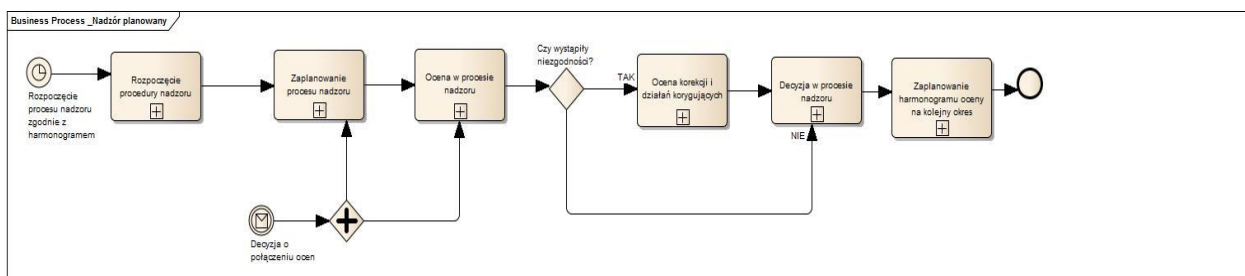 Business Process _Nadzór planowany
Rozpoczęcie
procesu nadzoru
zgodnie z
harmonogramem
Rozpoczęcie
procedury nadzoru
Zaplanowanie
procesu nadzoru
Ocena w procesie
nadzoru
Czy wystąpiły
niezgodności?
TAK
Ocena korekcji i
działań korygujących
Decyzja w procesie
nadzoru
NIE
Zaplanowanie
harmonogramu oceny
na kolejny okres
Decyzja o
połączeniu ocen